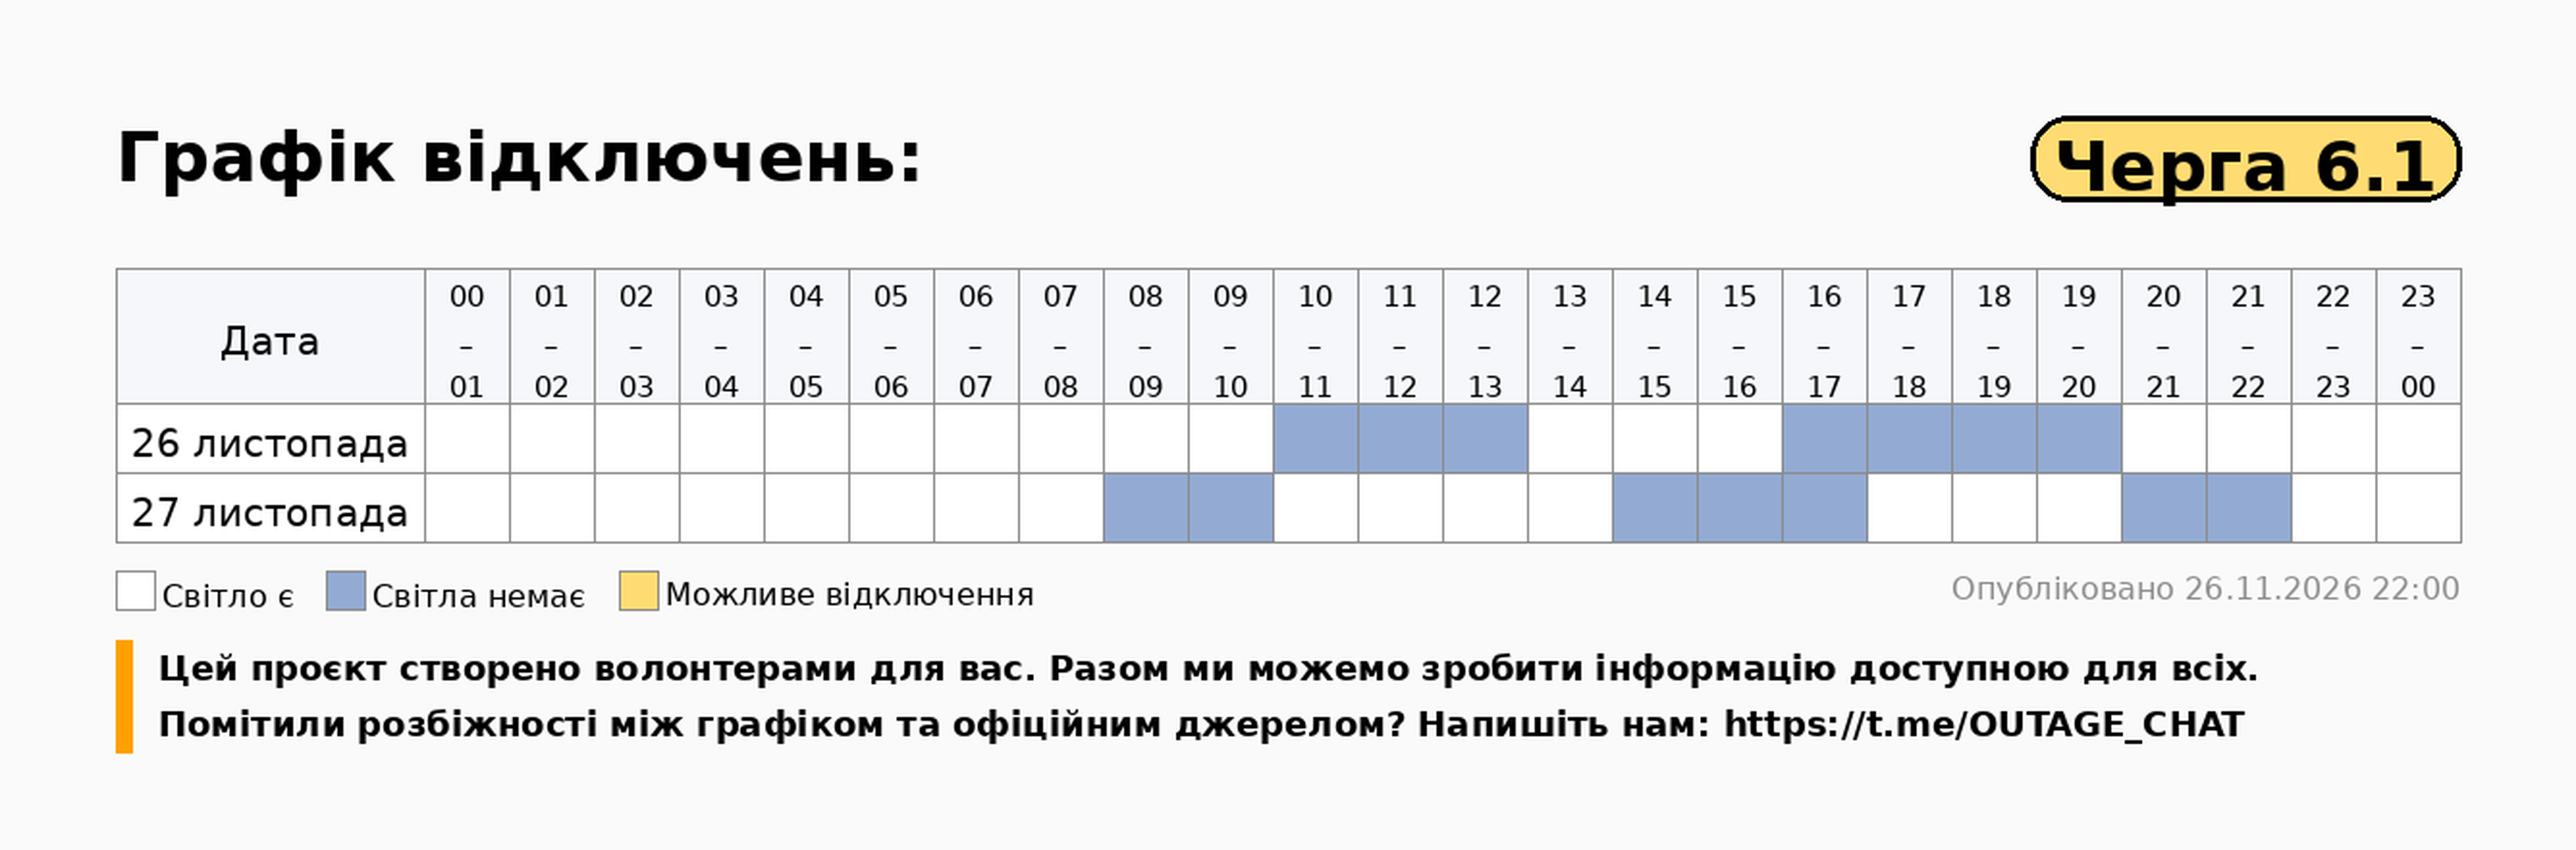 Графік відключень:
Черга 6.1
Дата 00 – 01 01 – 02 02 – 03 03 – 04 04 – 05 05 – 06 06 – 07 07 – 08 08 – 09 09 – 10 10 – 11 11 – 12 12 – 13 13 – 14 14 – 15 15 – 16 16 – 17 17 – 18 18 – 19 19 – 20 20 – 21 21 – 22 22 – 23 23 – 00
26 листопада
27 листопада
Світло є Світла немає Можливе відключення
Опубліковано 26.11.2026 22:00
Цей проєкт створено волонтерами для вас. Разом ми можемо зробити інформацію доступною для всіх.
Помітили розбіжності між графіком та офіційним джерелом? Напишіть нам: https://t.me/OUTAGE_CHAT